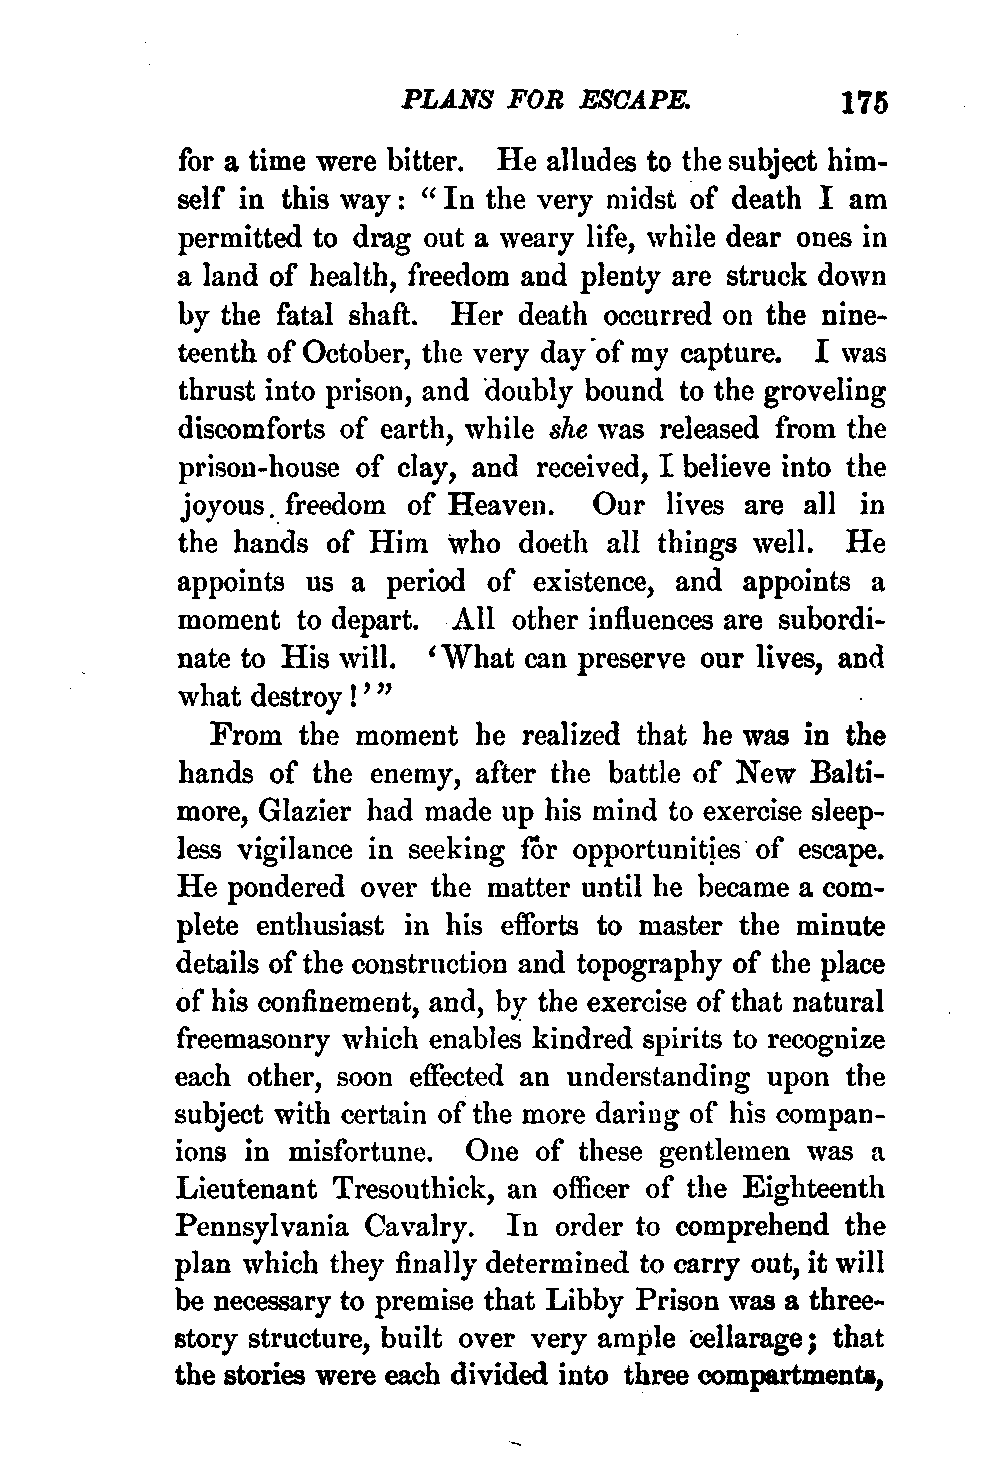 PLANS FOR ESCAPE. 175
for a time were bitter. He alludes to the subject him-
self in this way: “In the very midst of death I am
permitted to drag out a weary life, while dear ones in
a land of health, freedom and plenty are struck down
by the fatal shaft. Her death occurred on the nine-
teenth of October, the very day of my capture. I was
thrust into prison, and doubly bound to the groveling
discomforts of earth, while she was released from the
prison-house of clay, and received, I believe into the
joyous freedom of Heaven. Our lives are all in
the hands of Him who doeth all things well. He
appoints us a period of existence, and appoints a
moment to depart. All other influences are subordi-
nate to His will. ‘What can preserve our lives, and
what destroy!’”
From the moment he realized that he was in the
hands of the enemy, after the battle of New Balti-
more, Glazier had made up his mind to exercise sleep-
less vigilance in seeking for opportunities of escape.
He pondered over the matter until he became a com-
plete enthusiast in his efforts to master the minute
details of the construction and topography of the place
of his confinement, and, by the exercise of that natural
freemasonry which enables kindred spirits to recognize
each other, soon effected an understanding upon the
subject with certain of the more daring of his compan-
ions in misfortune. One of these gentlemen was a
Lieutenant Tresouthick, an officer of the Eighteenth
Pennsylvania Cavalry. In order to comprehend the
plan which they finally determined to carry out, it will
be necessary to premise that Libby Prison was a three-
story structure, built over very ample cellarage; that
the stories were each divided into three compartments,